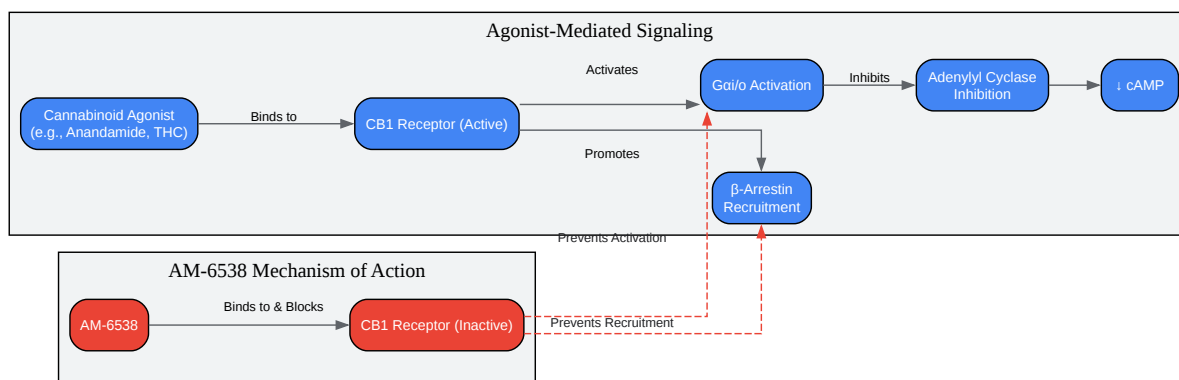 Agonist-Mediated Signaling
Activates
Gαi/o Activation
Inhibits
Adenylyl Cyclase
Inhibition
↓ cAMP
Cannabinoid Agonist
(e.g., Anandamide, THC)
Binds to
CB1 Receptor (Active)
Promotes
β-Arrestin
Recruitment
Prevents Activation
AM-6538 Mechanism of Action
AM-6538
Binds to & Blocks
CB1 Receptor (Inactive)
Prevents Recruitment